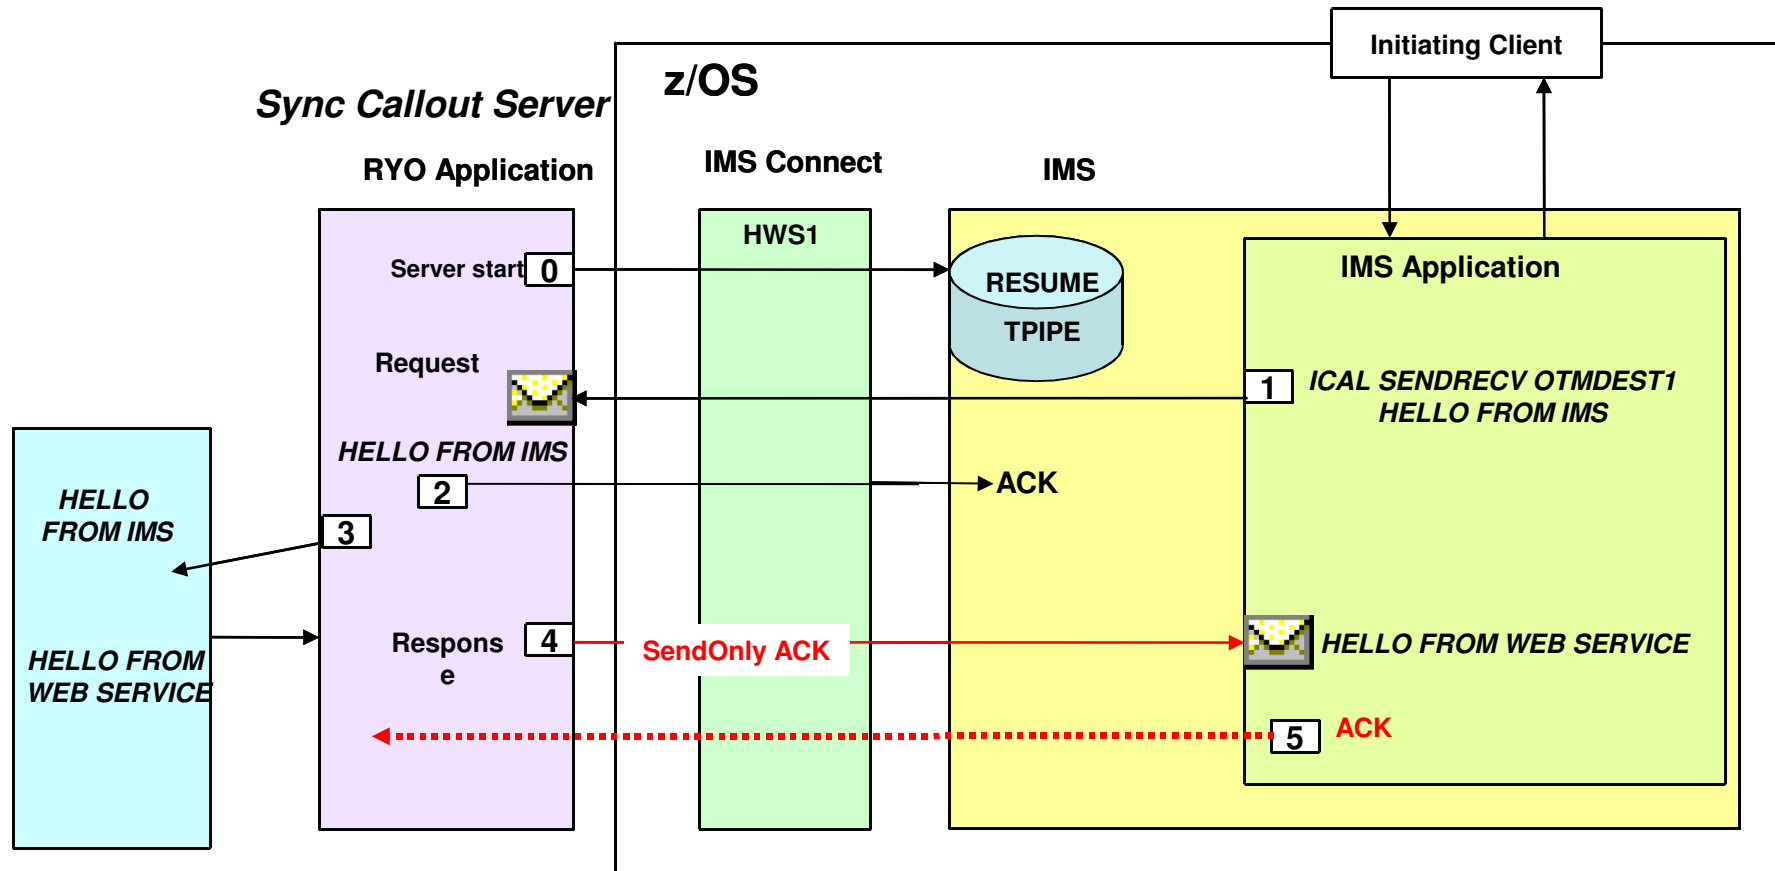 Initiating Client
z/OS
Sync Callout Server
RYO Application
IMS Connect
IMS
HWS1
Server start
0
RESUME
TPIPE
IMS Application
Request
1
ICAL SENDRECV OTMDEST1
HELLO FROM IMS
HELLO FROM IMS
2
ACK
HELLO
FROM IMS
3
HELLO FROM
WEB SERVICE
Respons
e
4
SendOnly ACK
HELLO FROM WEB SERVICE
5
ACK